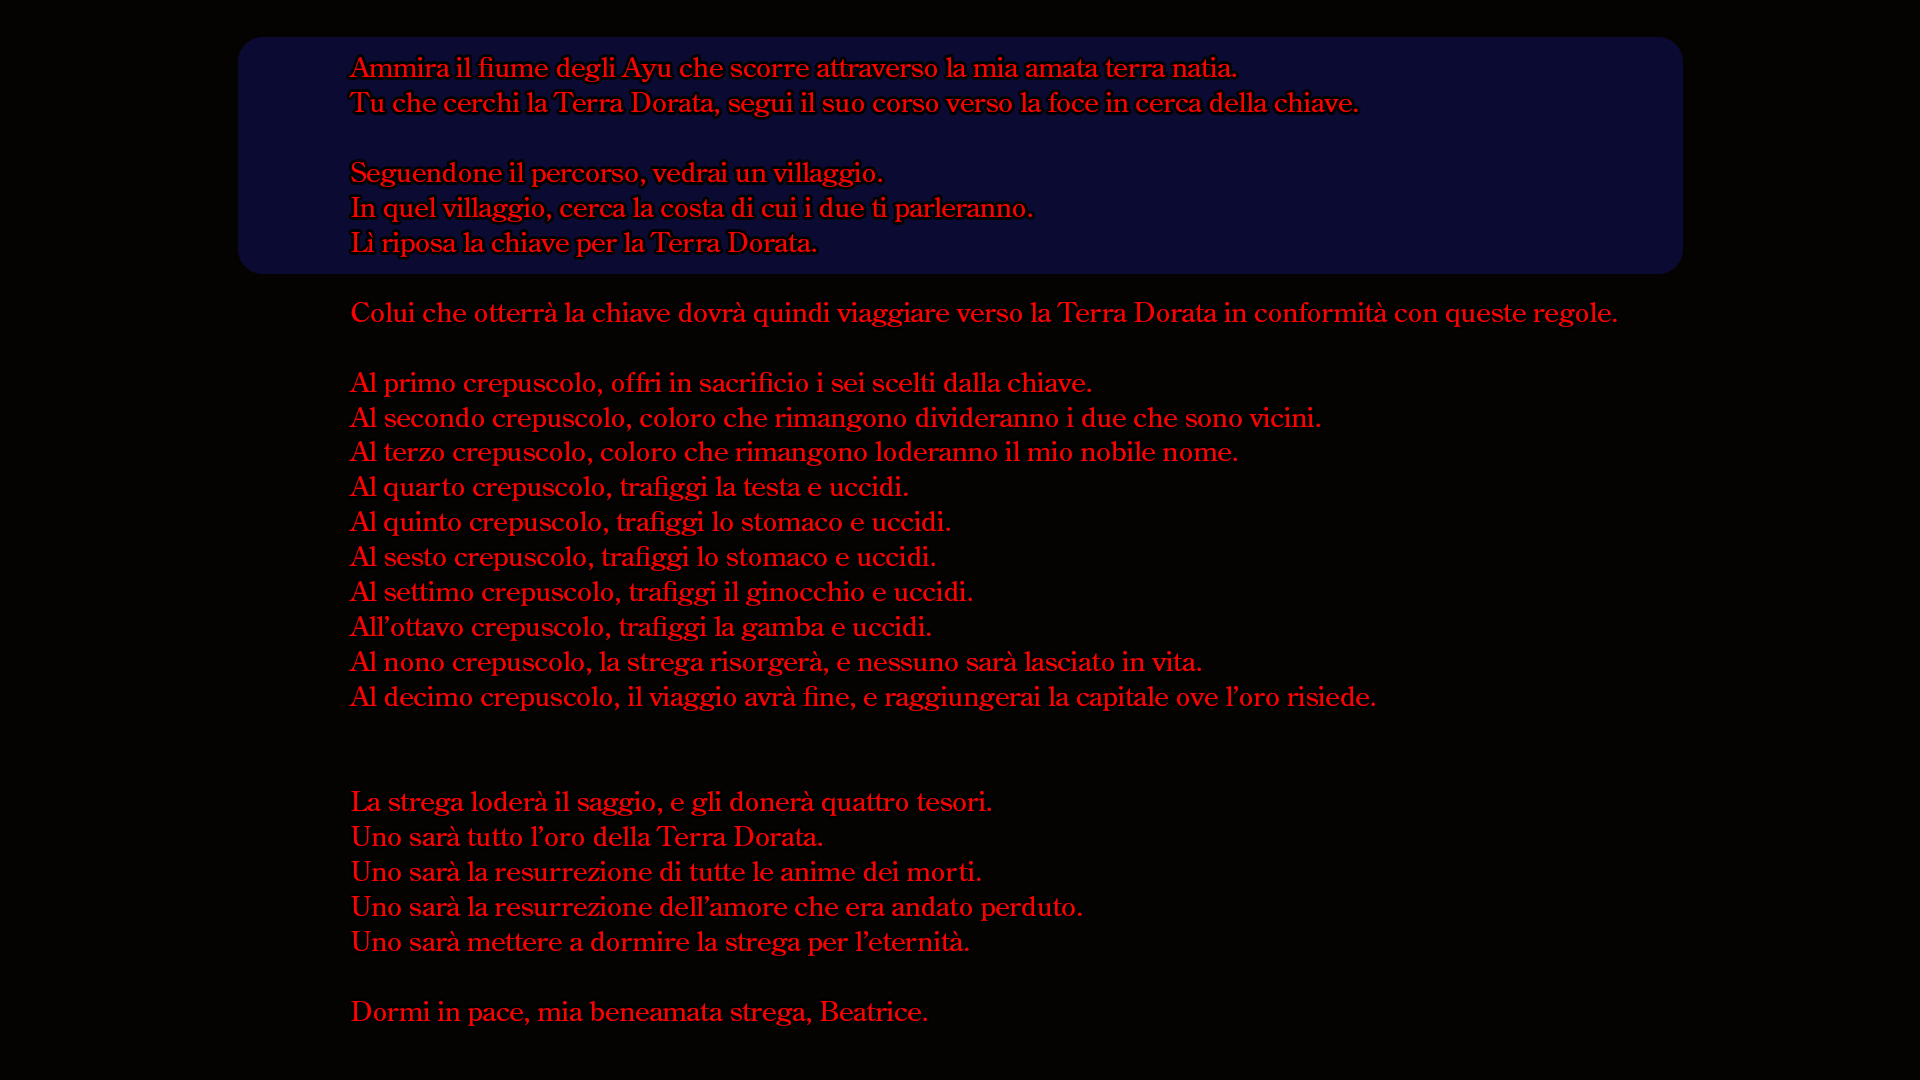 Ammira il fiume degli Ayu che scorre attraverso la mia amata terra natia.
Tu che cerchi la Terra Dorata, segui il suo corso verso la foce in cerca della chiave.
Seguendone il percorso, vedrai un villaggio.
In quel villaggio, cerca la costa di cui i due ti parleranno.
Lì riposa la chiave per la Terra Dorata.
Colui che otterrà la chiave dovrà quindi viaggiare verso la Terra Dorata in conformità con queste regole.
Al primo crepuscolo, offri in sacrificio i sei scelti dalla chiave.
Al secondo crepuscolo, coloro che rimangono divideranno i due che sono vicini.
Al terzo crepuscolo, coloro che rimangono loderanno il mio nobile nome.
Al quarto crepuscolo, trafiggi la testa e uccidi.
Al quinto crepuscolo, trafiggi lo stomaco e uccidi.
Al sesto crepuscolo, trafiggi lo stomaco e uccidi.
Al settimo crepuscolo, trafiggi il ginocchio e uccidi.
All’ottavo crepuscolo, trafiggi la gamba e uccidi.
Al nono crepuscolo, la strega risorgerà, e nessuno sarà lasciato in vita.
Al decimo crepuscolo, il viaggio avrà fine, e raggiungerai la capitale ove l’oro risiede.
La strega loderà il saggio, e gli donerà quattro tesori.
Uno sarà tutto l’oro della Terra Dorata.
Uno sarà la resurrezione di tutte le anime dei morti.
Uno sarà la resurrezione dell’amore che era andato perduto.
Uno sarà mettere a dormire la strega per l’eternità.
Dormi in pace, mia beneamata strega, Beatrice.